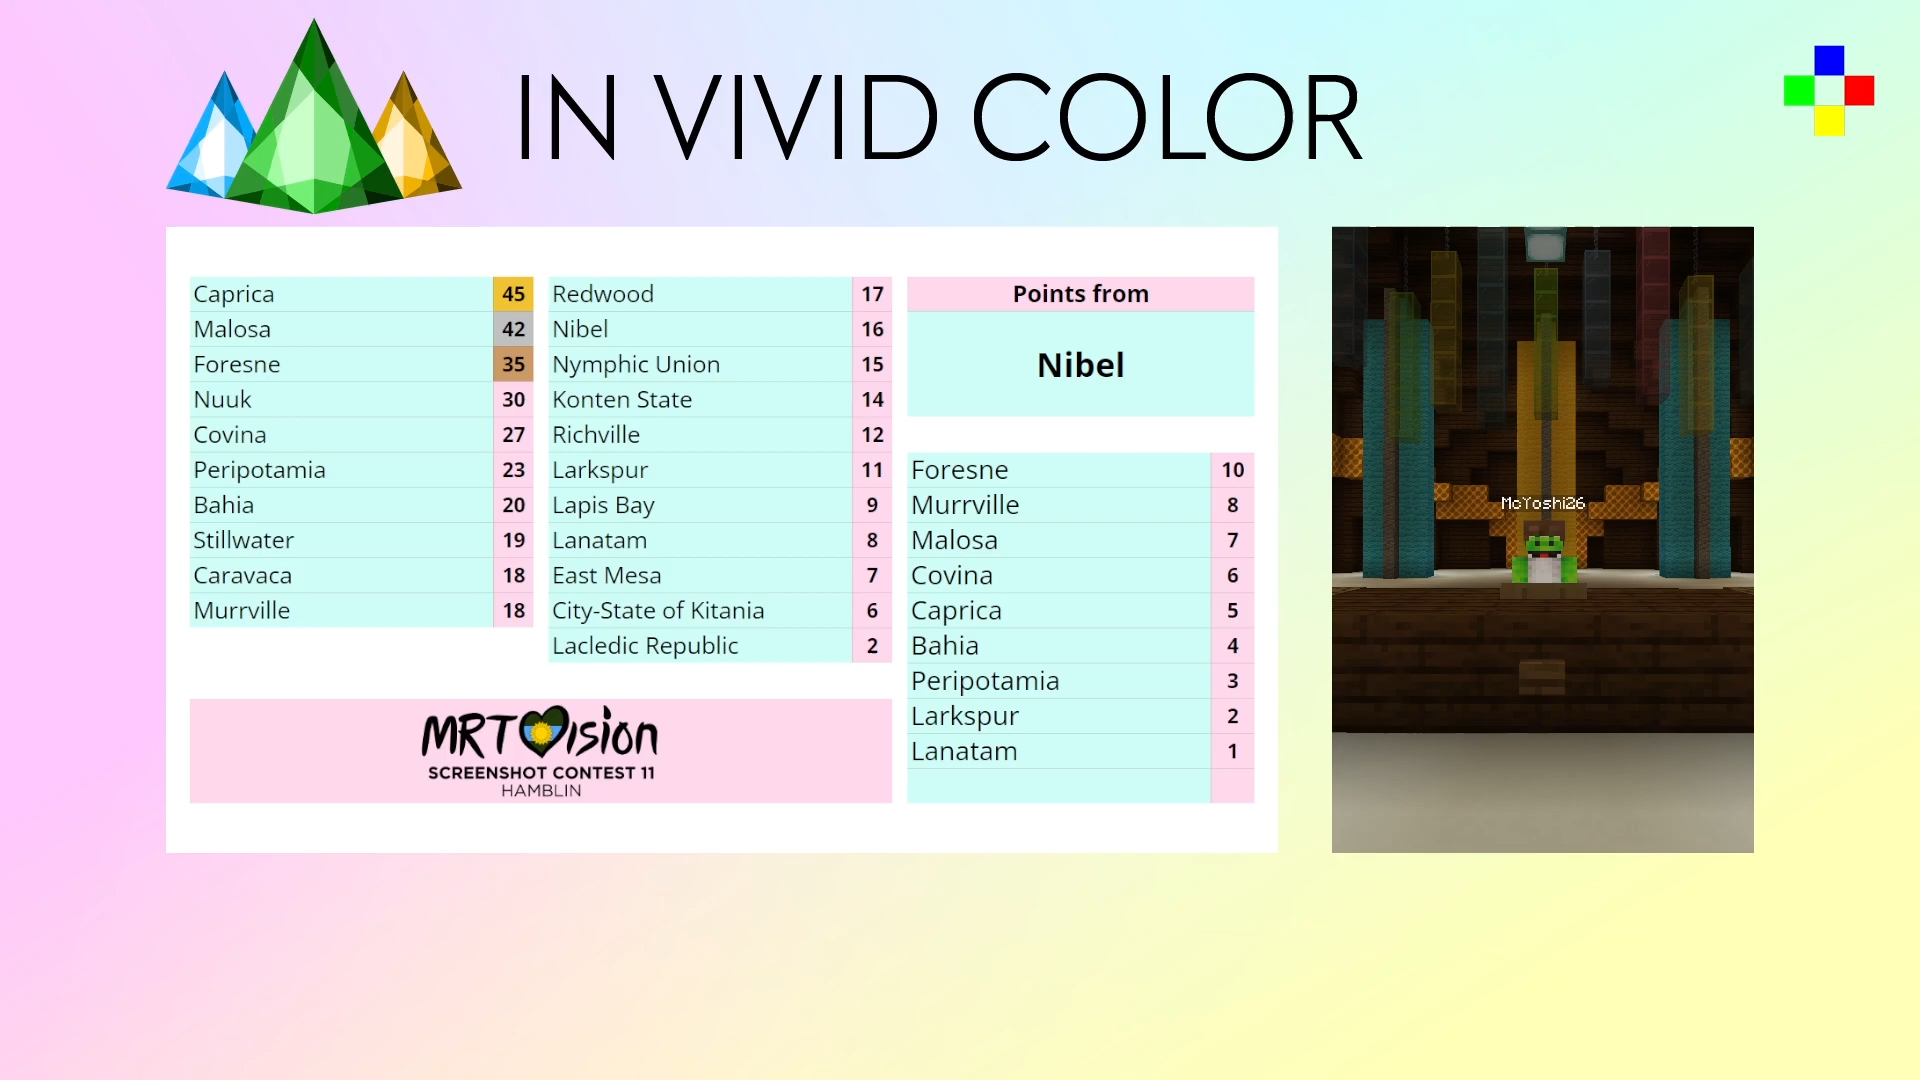 IN VIVID COLOR
Caprica 45
Malosa 42
Foresne 35
Nuuk 30
Covina 27
Peripotamia 23
Bahia 20
Stillwater 19
Caravaca 18
Murrville 18
Redwood 17
Nibel 16
Nymphic Union 15
Konten State 14
Richville 12
Larkspur 11
Lapis Bay 9
Lanatam 8
East Mesa 7
City-State of Kitania 6
Lacledic Republic 2
Points from
Nibel
Foresne 10
Murrville 8
Malosa 7
Covina 6
Caprica 5
Bahia 4
Peripotamia 3
Larkspur 2
Lanatam 1
MRTVision
SCREENSHOT CONTEST 11
HAMBLIN
McYoshi26